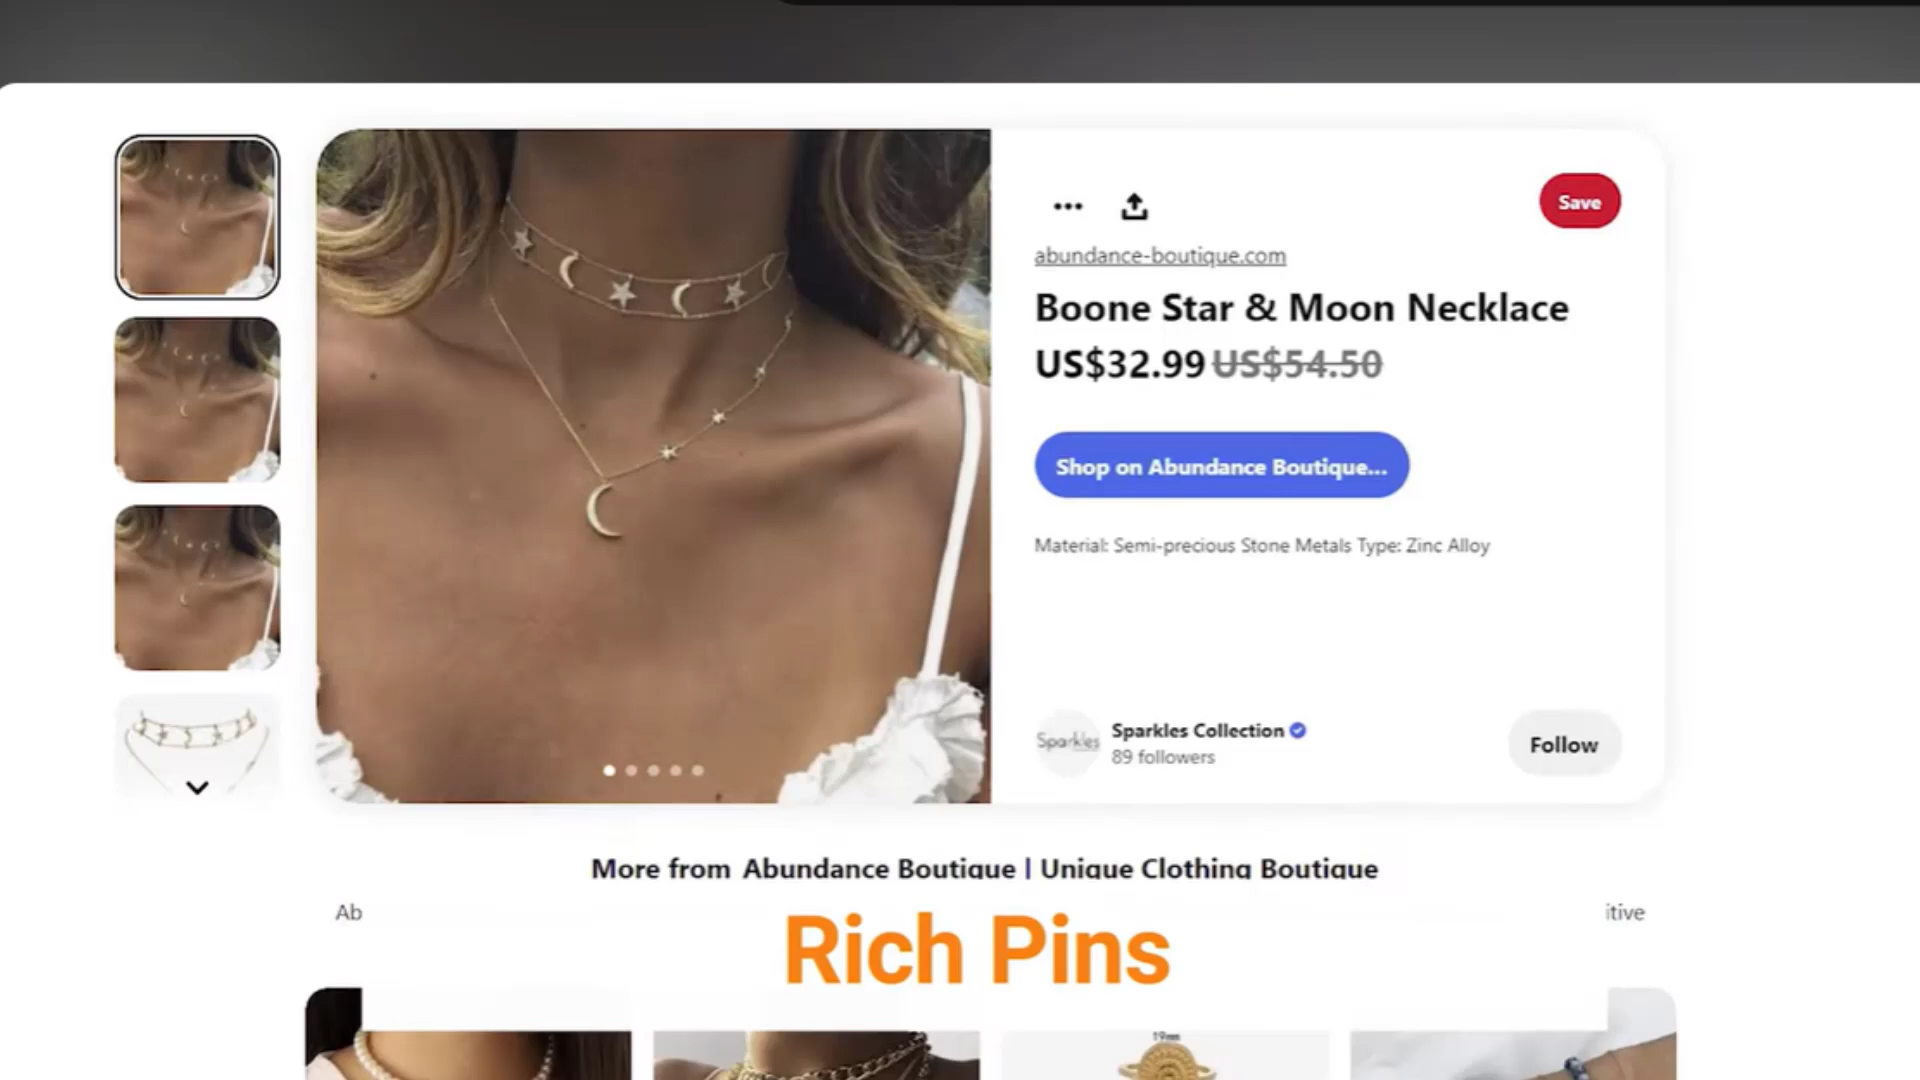 Save
abundance-boutique.com
Boone Star & Moon Necklace
US$32.99 US$54.50
Shop on Abundance Boutique...
Material: Semi-precious Stone Metals Type: Zinc Alloy
Sparkles
Sparkles Collection
89 followers
Follow
More from Abundance Boutique | Unique Clothing Boutique
Ab
itive
Rich Pins
19mm